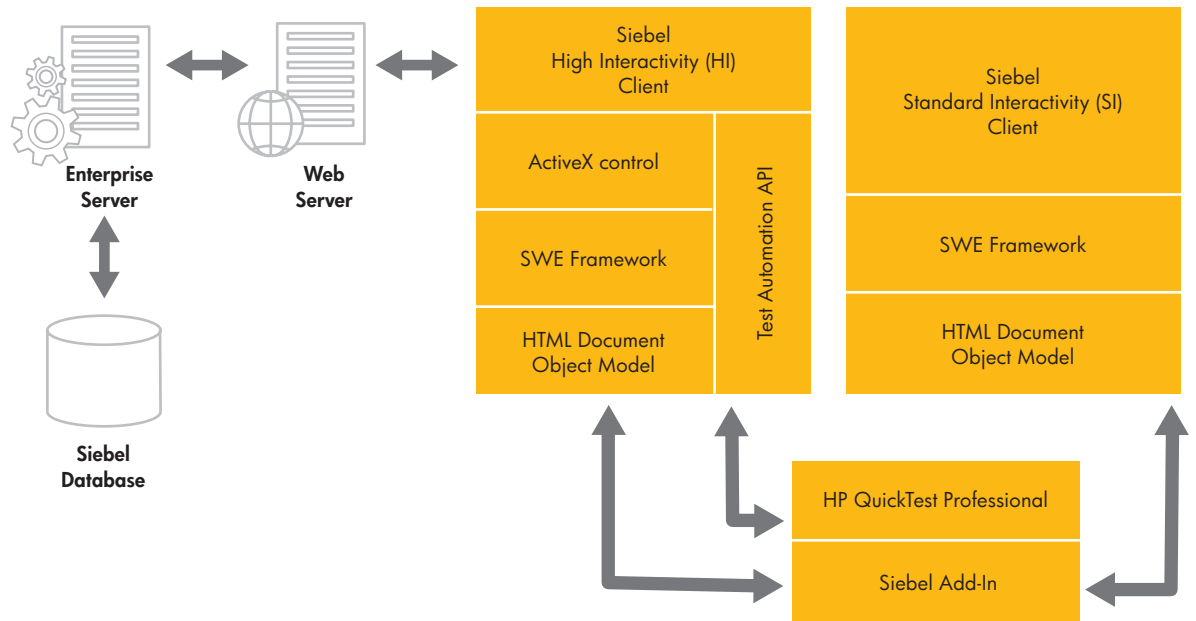 Enterprise
Server
Web
Server
Siebel
Database
Siebel
High Interactivity (HI)
Client
ActiveX control
SWE Framework
HTML Document
Object Model
Test Automation API
Siebel
Standard Interactivity (SI)
Client
SWE Framework
HTML Document
Object Model
HP QuickTest Professional
Siebel Add-In